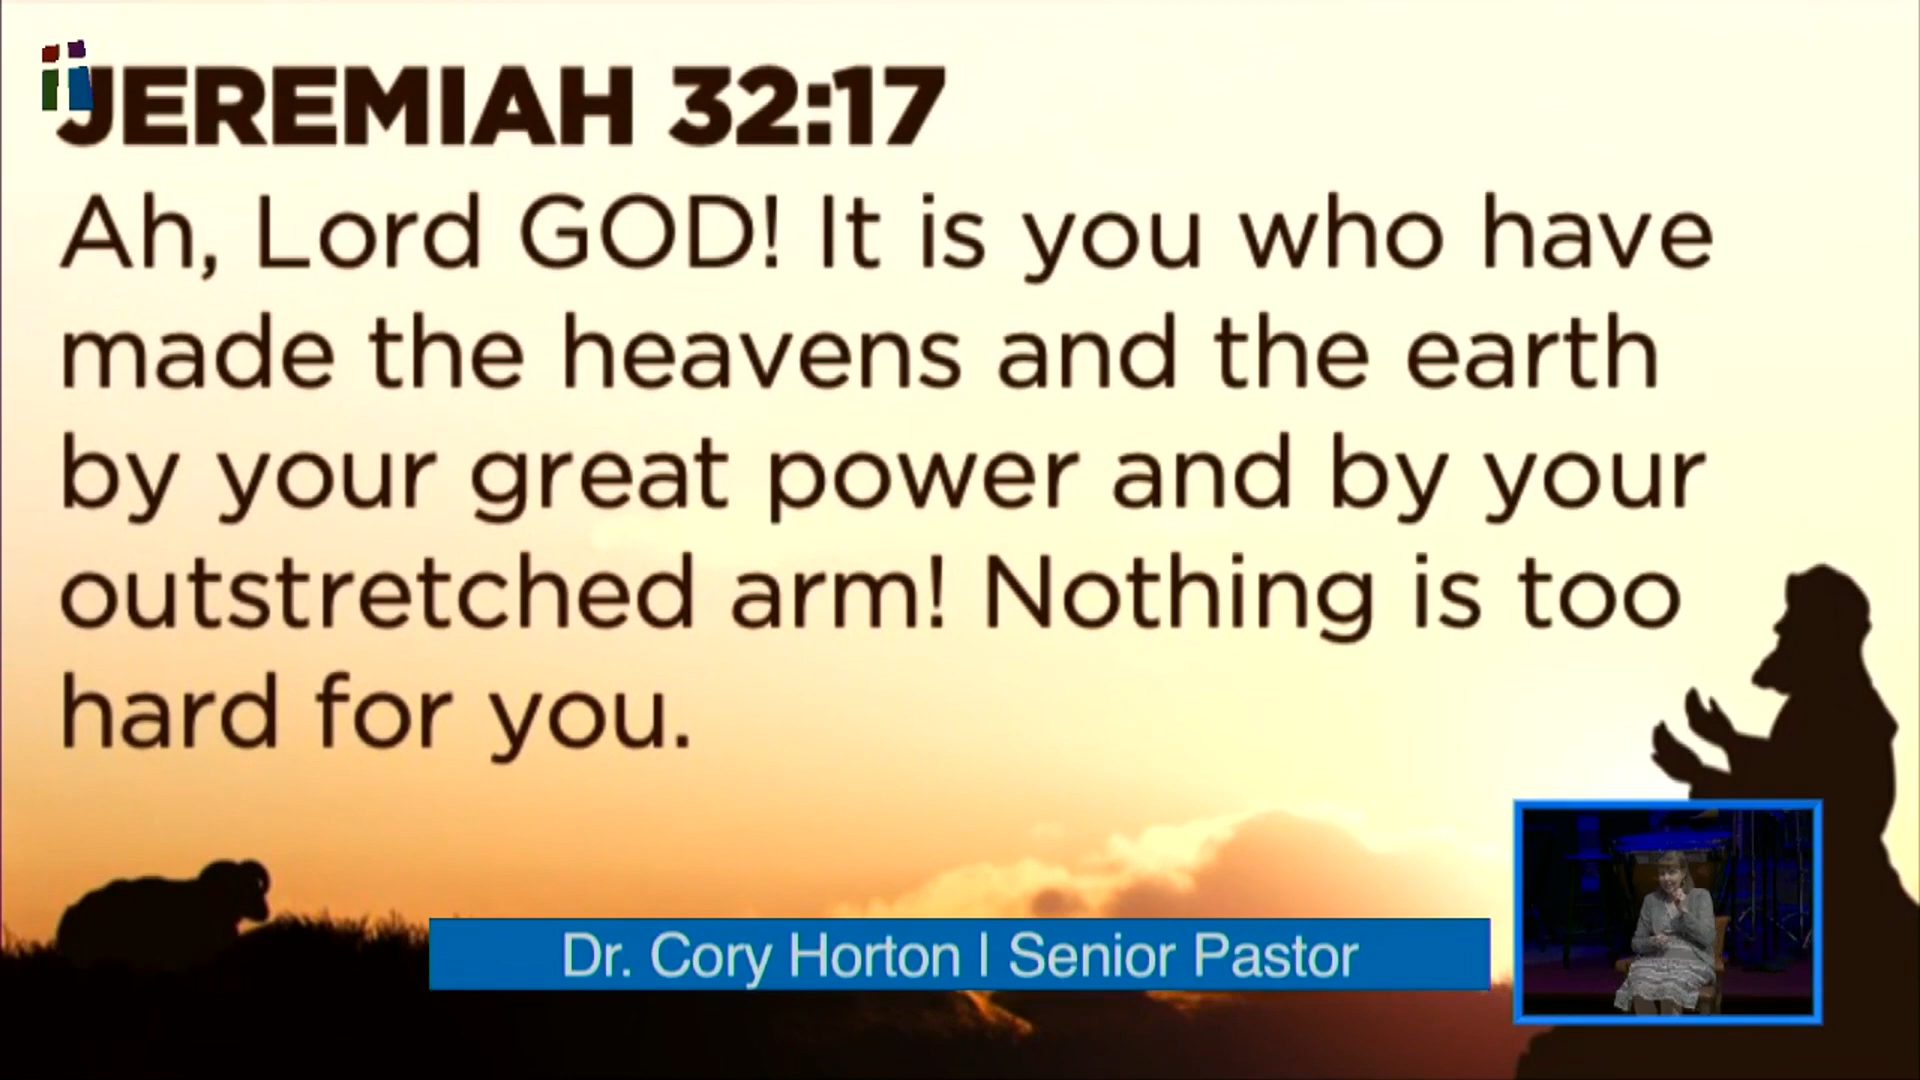 JEREMIAH 32:17
Ah, Lord GOD! It is you who have
made the heavens and the earth
by your great power and by your
outstretched arm! Nothing is too
hard for you.
Dr. Cory Horton | Senior Pastor